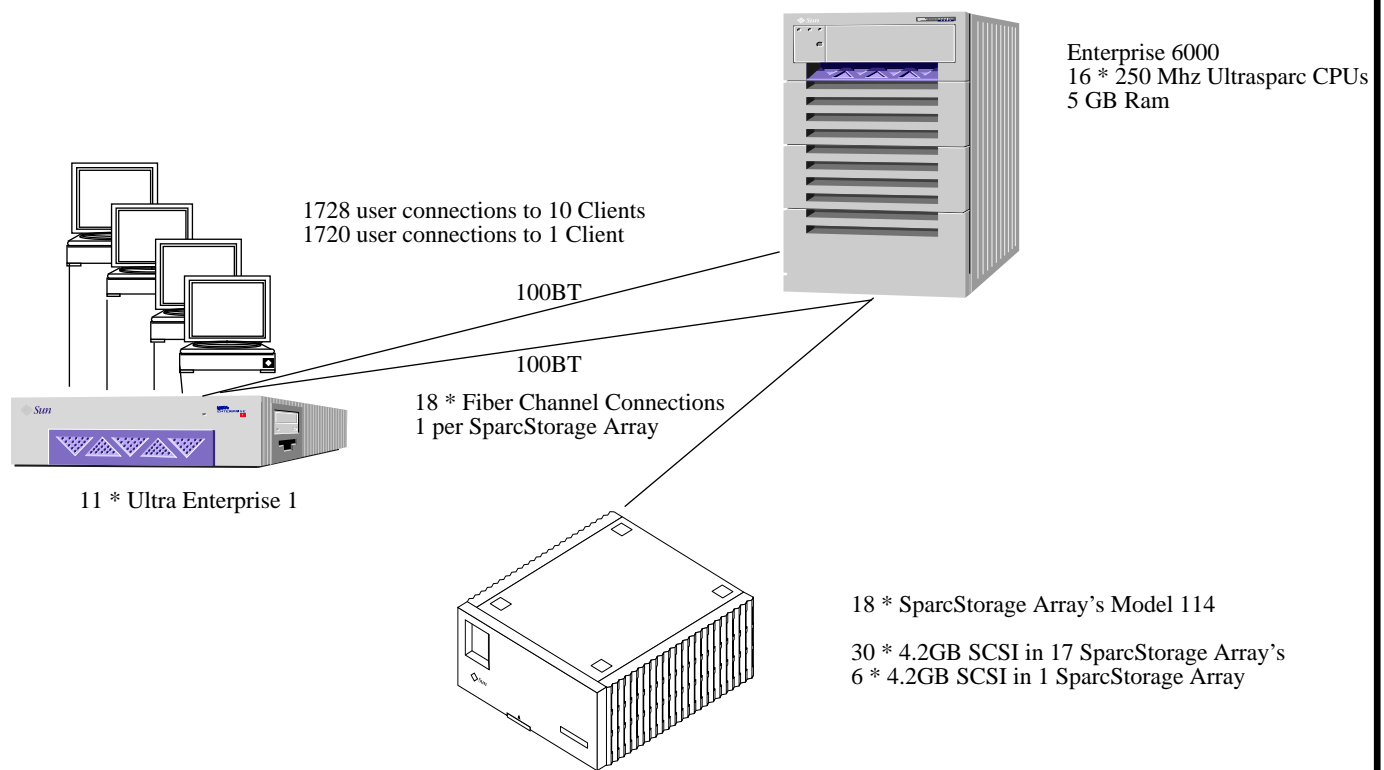 Sun
Enterprise 6000
16 * 250 Mhz Ultrasparc CPUs
5 GB Ram
1728 user connections to 10 Clients
1720 user connections to 1 Client
100BT
100BT
18 * Fiber Channel Connections
1 per SparcStorage Array
Sun
11 * Ultra Enterprise 1
18 * SparcStorage Array's Model 114
30 * 4.2GB SCSI in 17 SparcStorage Array's
6 * 4.2GB SCSI in 1 SparcStorage Array
Sun